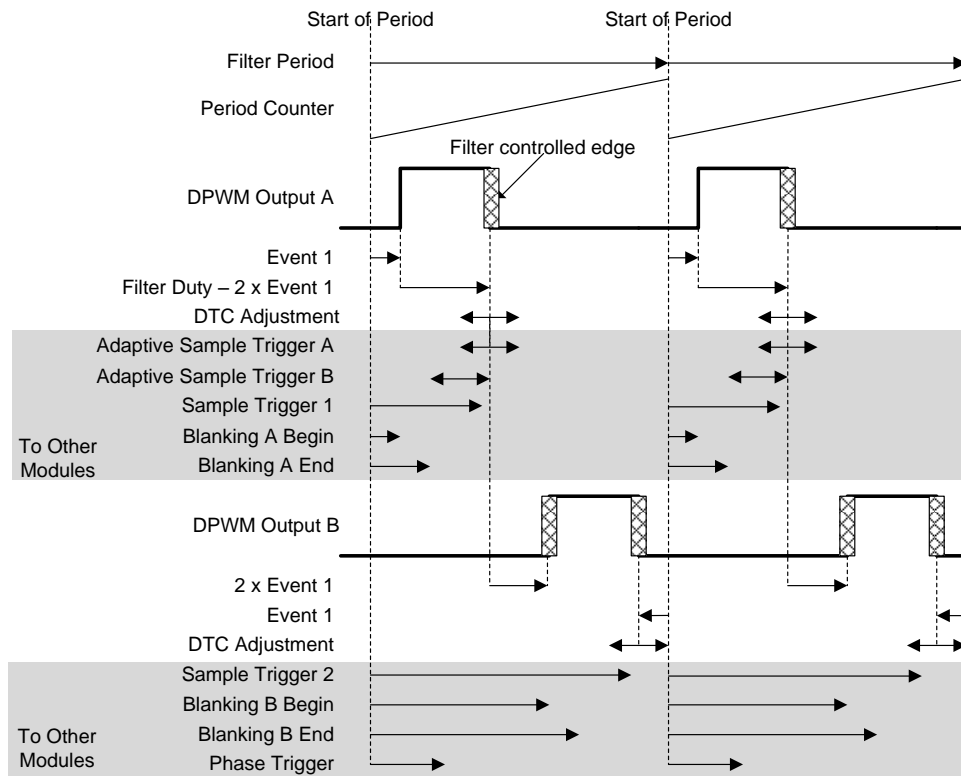 Start of Period
Start of Period
Filter Period
Period Counter
Filter controlled edge
DPWM Output A
Event 1
Filter Duty – 2 x Event 1
DTC Adjustment
Adaptive Sample Trigger A
Adaptive Sample Trigger B
Sample Trigger 1
Blanking A Begin
To Other
Modules
Blanking A End
DPWM Output B
2 x Event 1
Event 1
DTC Adjustment
Sample Trigger 2
Blanking B Begin
Blanking B End
To Other
Modules
Phase Trigger